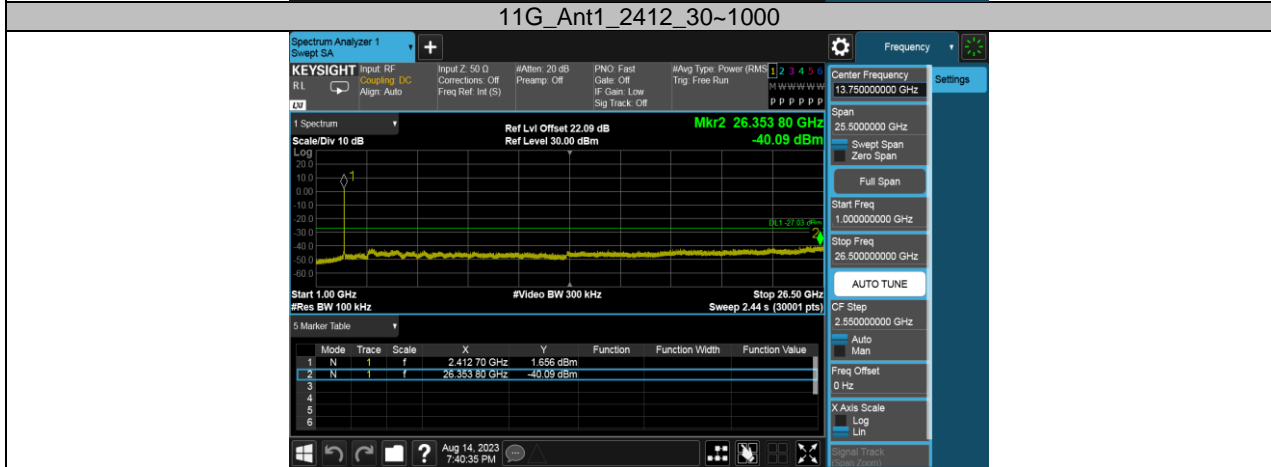 11G_Ant1_2412_30~1000
Spectrum Analyzer 1
Swept SA
+
Frequency
KEYSIGHT
RL
LXI
Input: RF
Coupling: DC
Align: Auto
Input Z: 50 Ω
Corrections: Off
Freq Ref: Int (S)
#Atten: 20 dB
Preamp: Off
PNO: Fast
Gate: Off
IF Gain: Low
Sig Track: Off
#Avg Type: Power (RMS
Trig: Free Run
1 2 3 4 5 6
M W W W W W
P P P P P P
1 Spectrum
Scale/Div 10 dB
Ref Lvl Offset 22.09 dB
Ref Level 30.00 dBm
Mkr2 26.353 80 GHz
-40.09 dBm
Log
20.0
10.0
0.00
-10.0
-20.0
-30.0
-40.0
-50.0
-60.0
1
DL1 -27.03 dBm
2
Start 1.00 GHz
#Res BW 100 kHz
#Video BW 300 kHz
Stop 26.50 GHz
Sweep 2.44 s (30001 pts)
5 Marker Table
Mode Trace Scale X Y Function Function Width Function Value
1 N 1 f 2.412 70 GHz 1.656 dBm
2 N 1 f 26.353 80 GHz -40.09 dBm
3
4
5
6
Center Frequency
13.750000000 GHz
Settings
Span
25.5000000 GHz
Swept Span
Zero Span
Full Span
Start Freq
1.000000000 GHz
Stop Freq
26.500000000 GHz
AUTO TUNE
CF Step
2.550000000 GHz
Auto
Man
Freq Offset
0 Hz
X Axis Scale
Log
Lin
Signal Track
(Span Zoom)
?
Aug 14, 2023
7:40:35 PM